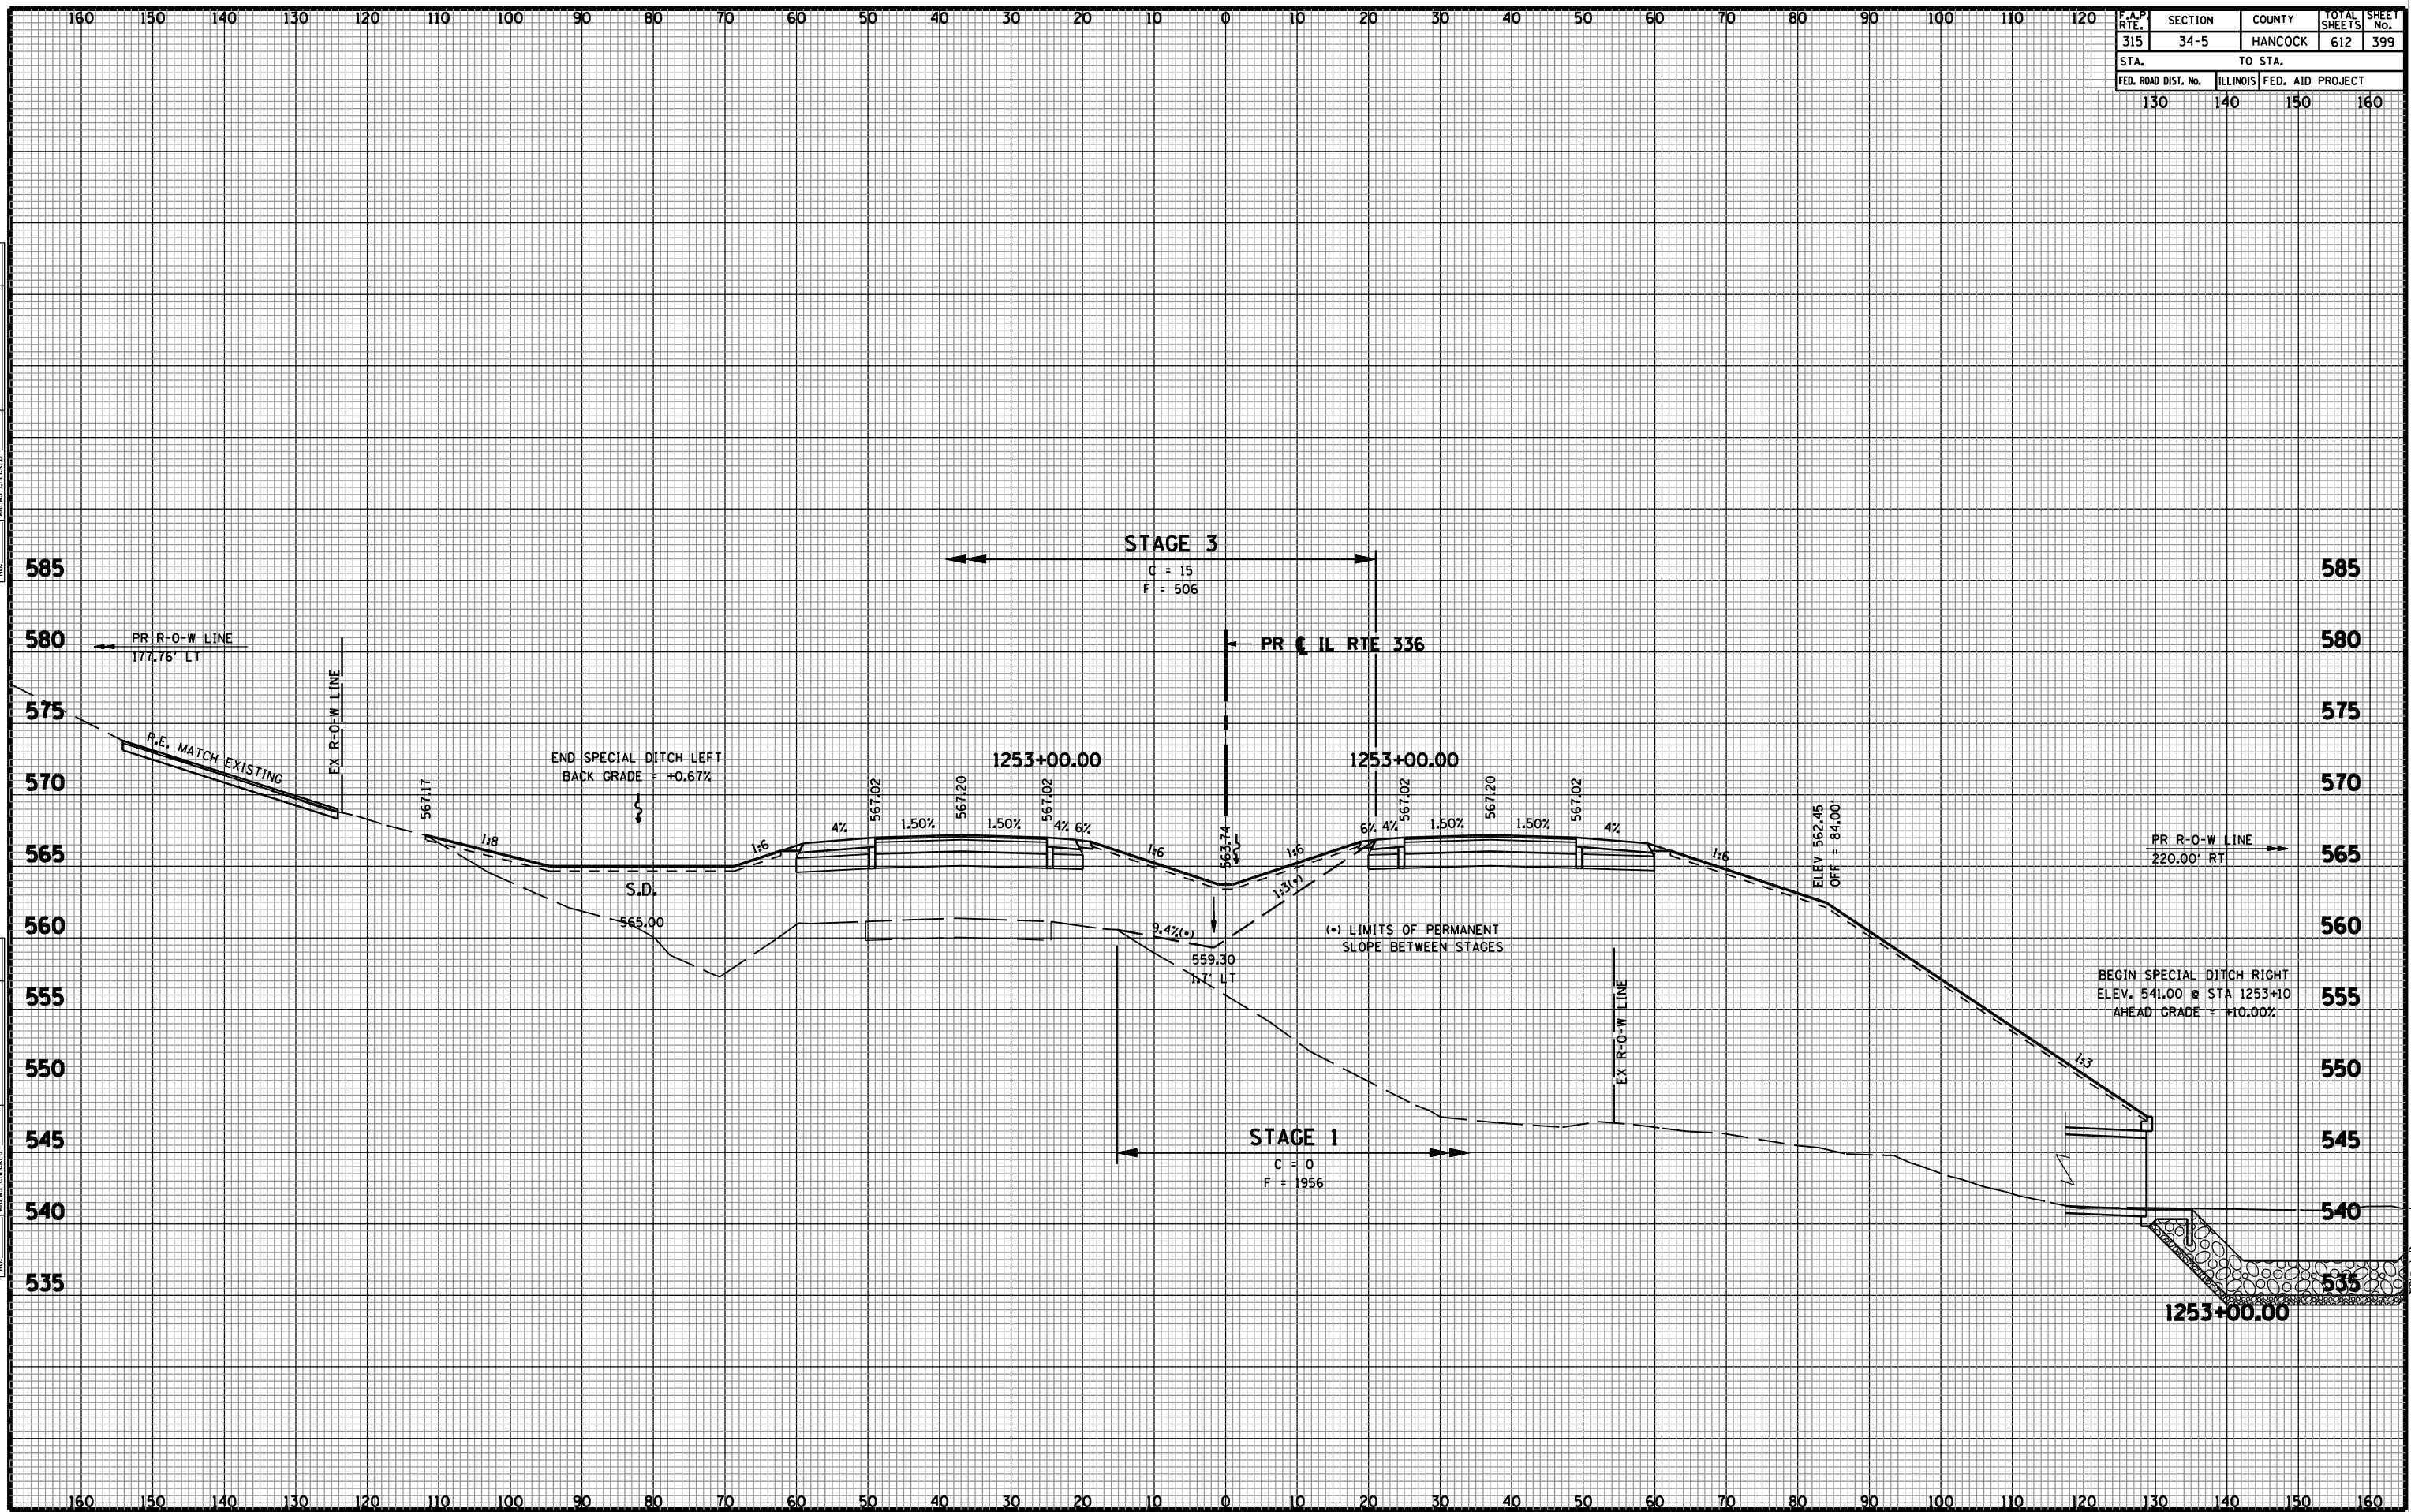 160 150 140 130 120 110 100 90 80 70 60 50 40 30 20 10 0 10 20 30 40 50 60 70 80 90 100 110 120
F.A.P. RTE. SECTION COUNTY TOTAL SHEETS SHEET No.
315 34-5 HANCOCK 612 399
STA. TO STA.
FED. ROAD DIST. No. ILLINOIS FED. AID PROJECT
130 140 150 160
STAGE 3
C = 15
F = 506
585 585
580 580
PR R-O-W LINE
177.76' LT
PR ℄ IL RTE 336
EX R-O-W LINE
575 575
P.E. MATCH EXISTING
END SPECIAL DITCH LEFT
BACK GRADE = +0.67%
1253+00.00 1253+00.00
570 570
567.17 567.02 567.20 567.02 563.74 567.02 567.20 567.02
ELEV 562.45
OFF = 84.00'
1:8 1:6 4% 1.50% 1.50% 4% 6% 1:6 1:6 6% 4% 1.50% 1.50% 4% 1:6
PR R-O-W LINE
220.00' RT
565 565
S.D.
565.00
1:3(•)
9.4%(•)
560 560
(•) LIMITS OF PERMANENT
SLOPE BETWEEN STAGES
559.30
1.7' LT
EX R-O-W LINE
BEGIN SPECIAL DITCH RIGHT
ELEV. 541.00 @ STA 1253+10
AHEAD GRADE = +10.00%
555 555
1:3
550 550
545 545
STAGE 1
C = 0
F = 1956
540 540
535 535
1253+00.00
160 150 140 130 120 110 100 90 80 70 60 50 40 30 20 10 0 10 20 30 40 50 60 70 80 90 100 110 120 130 140 150 160